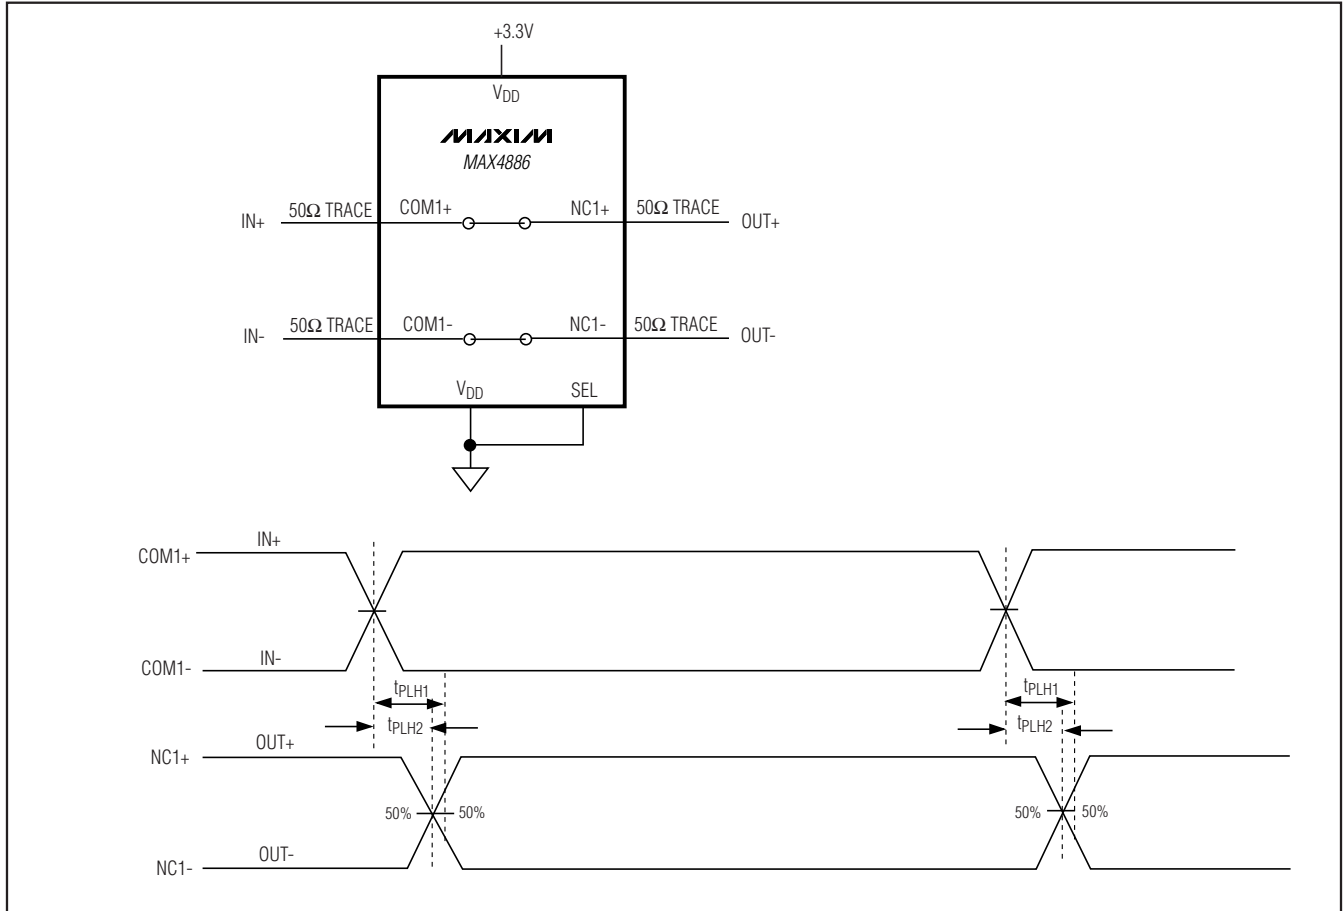 +3.3V
VDD
MAXIM
MAX4886
IN+ 50Ω TRACE COM1+ NC1+ 50Ω TRACE OUT+
IN- 50Ω TRACE COM1- NC1- 50Ω TRACE OUT-
VDD SEL
COM1+ IN+
COM1- IN-
tPLH1 tPLH1
tPLH2 tPLH2
NC1+ OUT+
50% 50% 50% 50%
NC1- OUT-